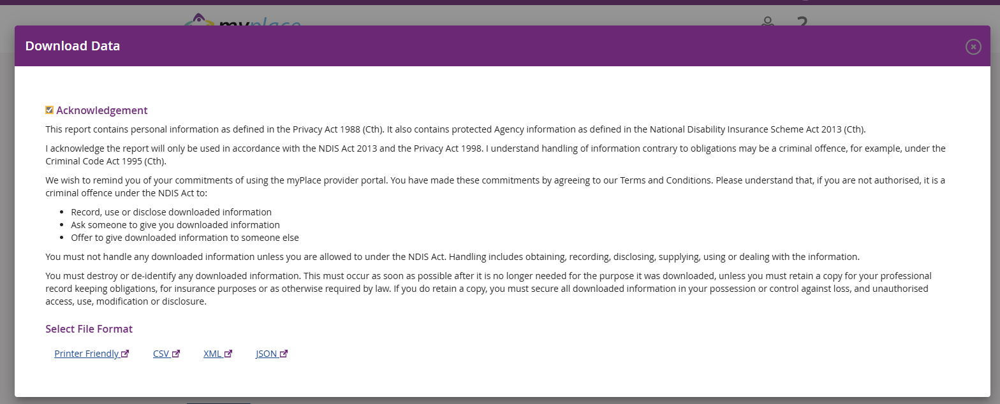 myplace
?
Download Data
Acknowledgement
This report contains personal information as defined in the Privacy Act 1988 (Cth). It also contains protected Agency information as defined in the National Disability Insurance Scheme Act 2013 (Cth).
I acknowledge the report will only be used in accordance with the NDIS Act 2013 and the Privacy Act 1998. I understand handling of information contrary to obligations may be a criminal offence, for example, under the
Criminal Code Act 1995 (Cth).
We wish to remind you of your commitments of using the myPlace provider portal. You have made these commitments by agreeing to our Terms and Conditions. Please understand that, if you are not authorised, it is a
criminal offence under the NDIS Act to:
• Record, use or disclose downloaded information
• Ask someone to give you downloaded information
• Offer to give downloaded information to someone else
You must not handle any downloaded information unless you are allowed to under the NDIS Act. Handling includes obtaining, recording, disclosing, supplying, using or dealing with the information.
You must destroy or de-identify any downloaded information. This must occur as soon as possible after it is no longer needed for the purpose it was downloaded, unless you must retain a copy for your professional
record keeping obligations, for insurance purposes or as otherwise required by law. If you do retain a copy, you must secure all downloaded information in your possession or control against loss, and unauthorised
access, use, modification or disclosure.
Select File Format
Printer Friendly CSV XML JSON